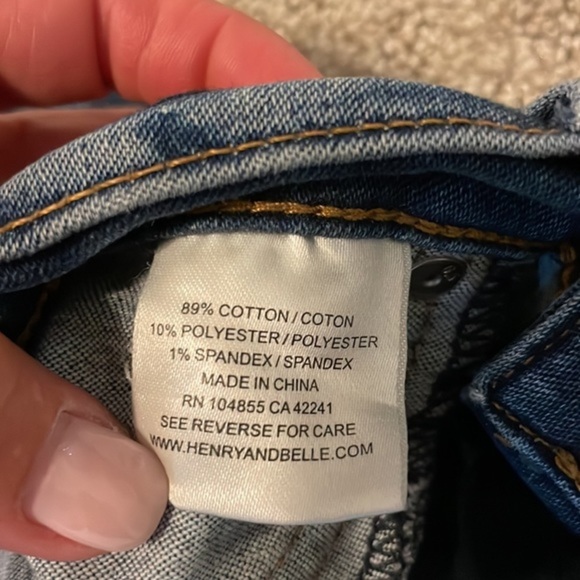 89% COTTON / COTON
10% POLYESTER / POLYESTER
1% SPANDEX / SPANDEX
MADE IN CHINA
RN 104855 CA 42241
SEE REVERSE FOR CARE
WWW.HENRYANDBELLE.COM